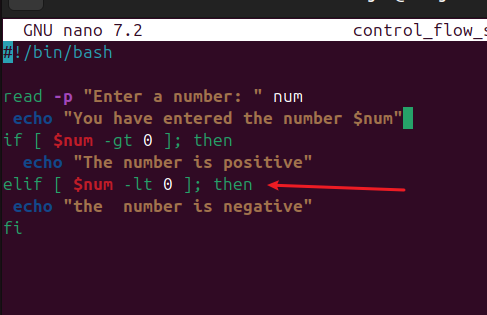 GNU nano 7.2 control_flow_s
#!/bin/bash
read -p "Enter a number: " num
echo "You have entered the number $num"
if [ $num -gt 0 ]; then
echo "The number is positive"
elif [ $num -lt 0 ]; then
echo "the  number is negative"
fi